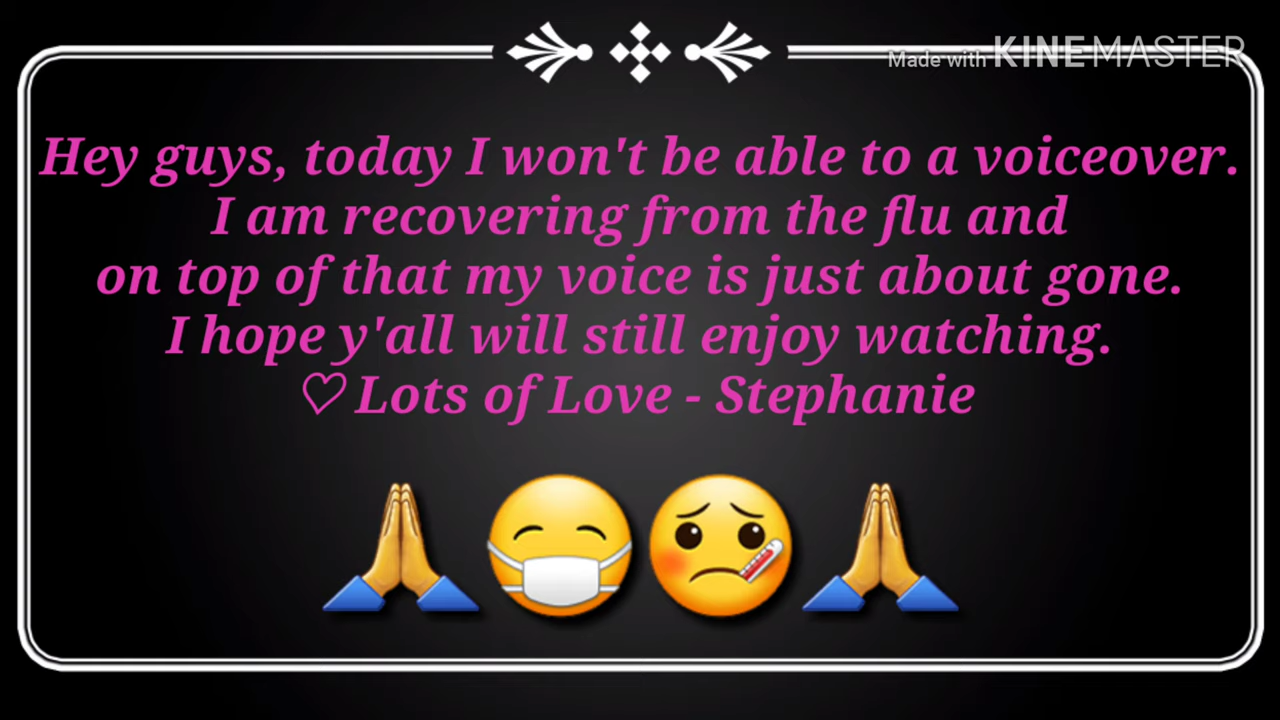 Made with KINEMASTER
Hey guys, today I won't be able to a voiceover.
I am recovering from the flu and
on top of that my voice is just about gone.
I hope y'all will still enjoy watching.
♡ Lots of Love - Stephanie
🙏😷🤒🙏